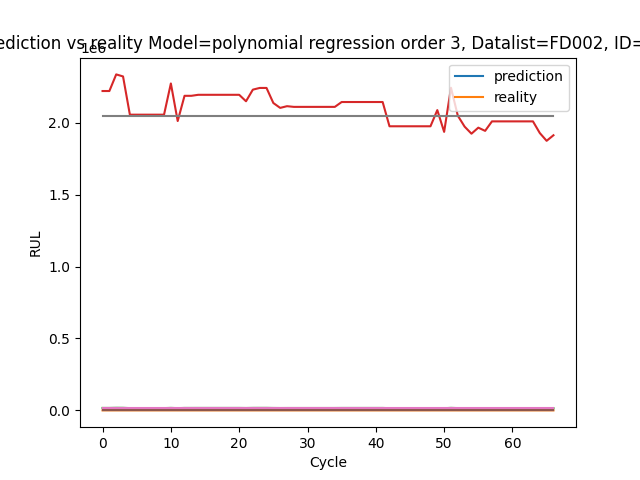 ediction vs reality Model=polynomial regression order 3, Datalist=FD002, ID=
1e6
prediction
reality
2.0
1.5
1.0
0.5
0.0
RUL
0 10 20 30 40 50 60
Cycle